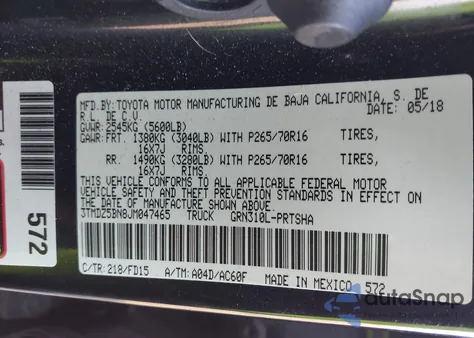 MFD.BY:TOYOTA MOTOR MANUFACTURING DE BAJA CALIFORNIA, S. DE
R.L. DE C.V. DATE: 05/18
GVWR: 2545KG (5600LB)
GAWR: FRT. 1380KG (3040LB) WITH P265/70R16 TIRES,
16X7J RIMS,
RR. 1490KG (3280LB) WITH P265/70R16 TIRES,
16X7J RIMS.
THIS VEHICLE CONFORMS TO ALL APPLICABLE FEDERAL MOTOR
VEHICLE SAFETY AND THEFT PREVENTION STANDARDS IN EFFECT ON
THE DATE OF MANUFACTURE SHOWN ABOVE.
3TMDZ5BN8JM047465 TRUCK GRN310L-PRTSHA
C/TR: 218/FD15 A/TM: A04D/AC60F MADE IN MEXICO 572
572
autoSnap